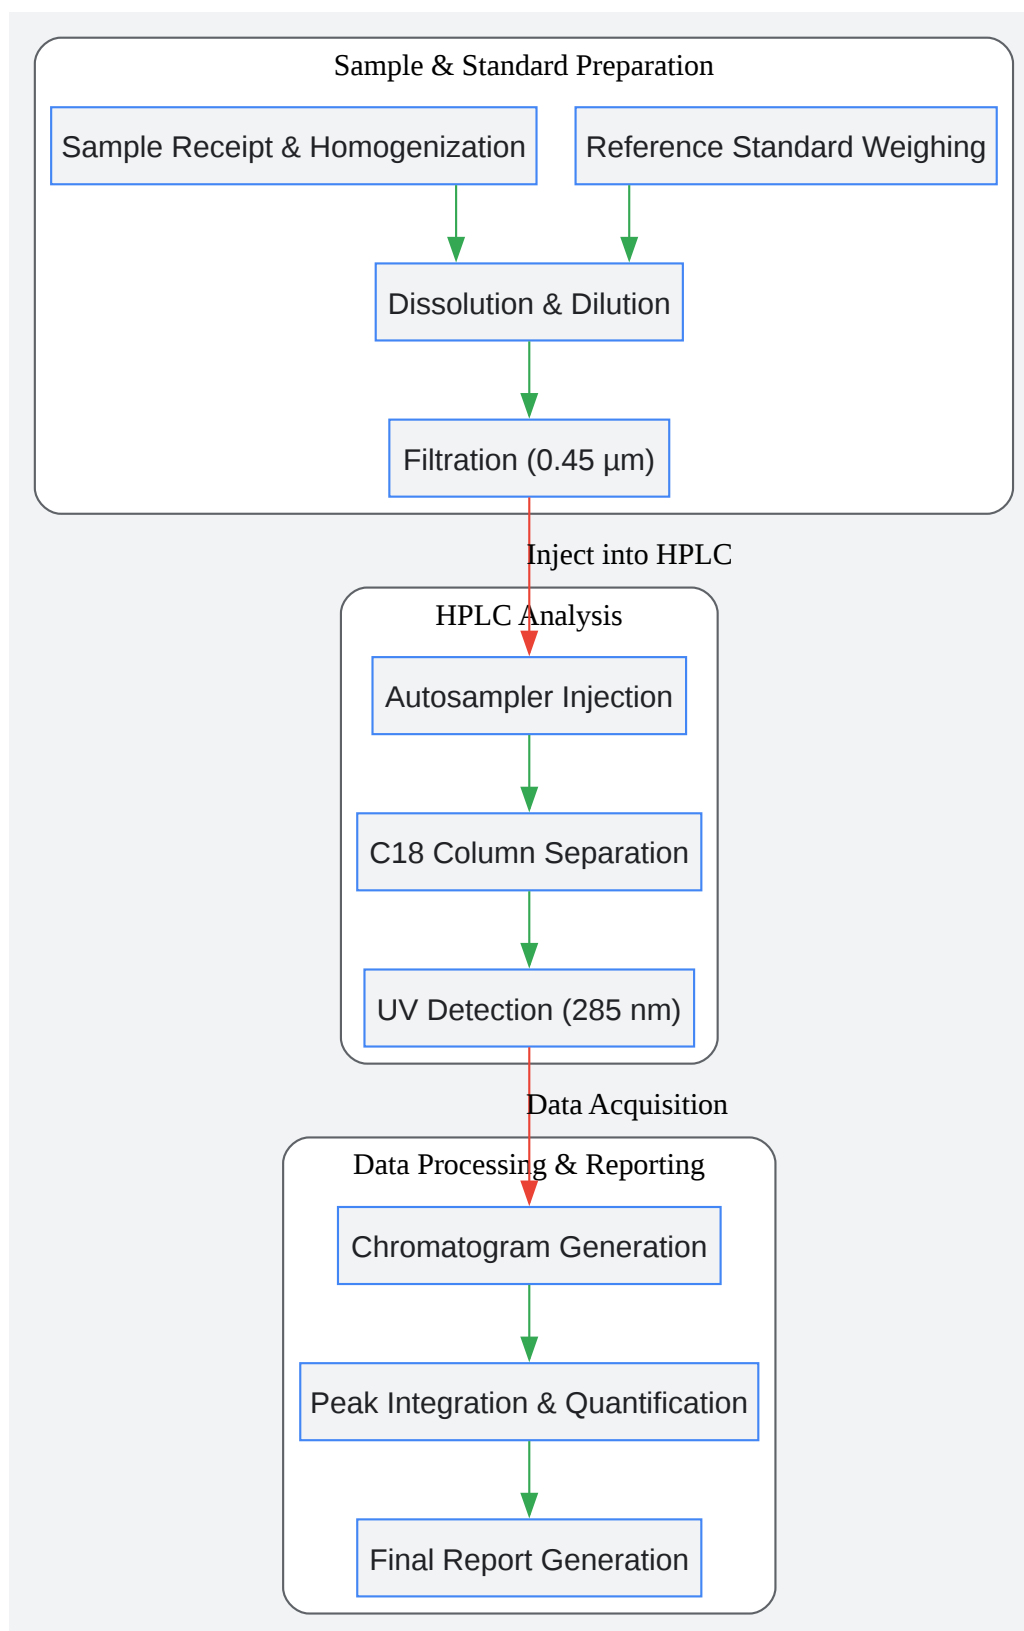 Sample & Standard Preparation
Sample Receipt & Homogenization
Reference Standard Weighing
Dissolution & Dilution
Filtration (0.45 µm)
Inject into HPLC
HPLC Analysis
Autosampler Injection
C18 Column Separation
UV Detection (285 nm)
Data Acquisition
Data Processing & Reporting
Chromatogram Generation
Peak Integration & Quantification
Final Report Generation